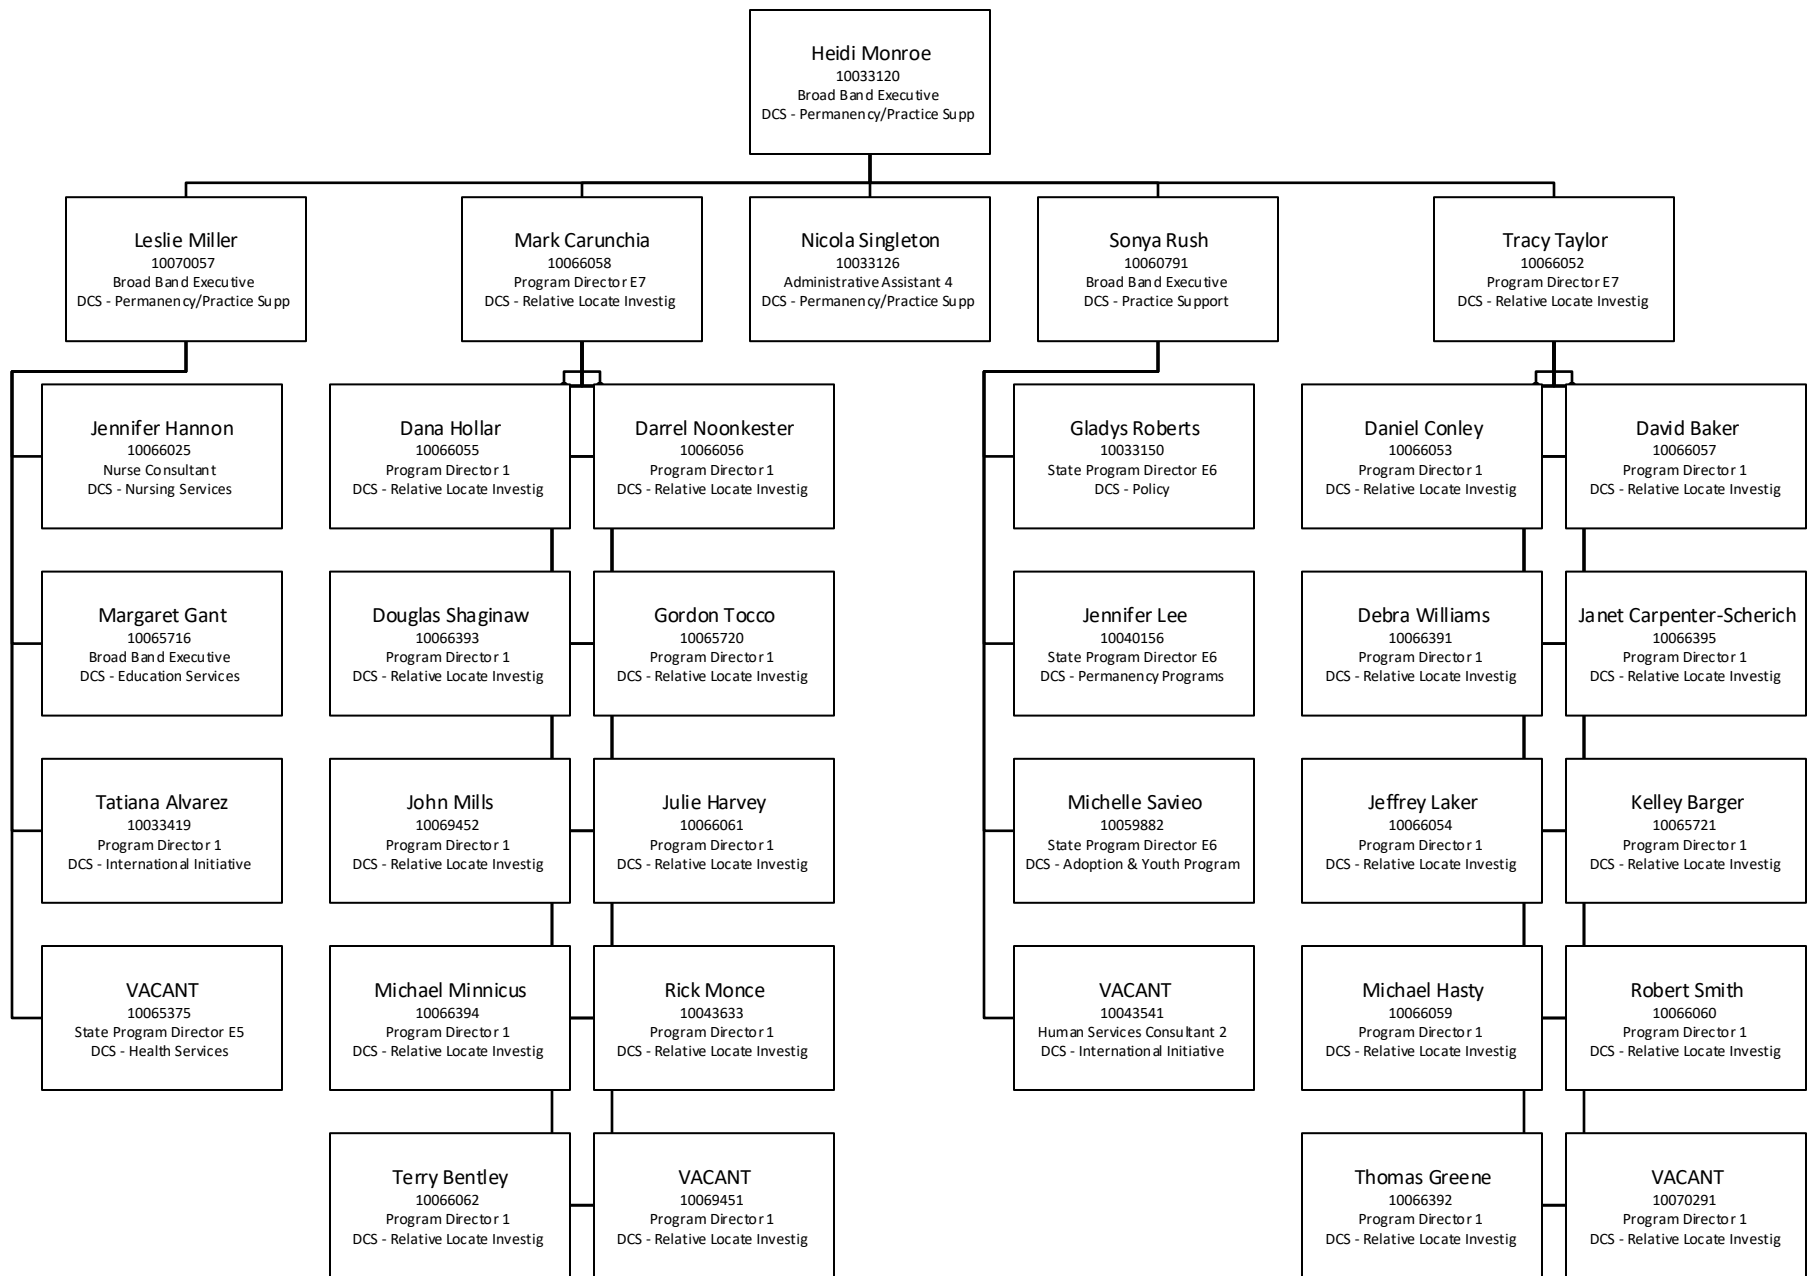 Heidi Monroe
10033120
Broad Band Executive
DCS - Permanency/Practice Supp
Leslie Miller
10070057
Broad Band Executive
DCS - Permanency/Practice Supp
Mark Carunchia
10066058
Program Director E7
DCS - Relative Locate Investig
Nicola Singleton
10033126
Administrative Assistant 4
DCS - Permanency/Practice Supp
Sonya Rush
10060791
Broad Band Executive
DCS - Practice Support
Tracy Taylor
10066052
Program Director E7
DCS - Relative Locate Investig
Jennifer Hannon
10066025
Nurse Consultant
DCS - Nursing Services
Dana Hollar
10066055
Program Director 1
DCS - Relative Locate Investig
Darrel Noonkester
10066056
Program Director 1
DCS - Relative Locate Investig
Gladys Roberts
10033150
State Program Director E6
DCS - Policy
Daniel Conley
10066053
Program Director 1
DCS - Relative Locate Investig
David Baker
10066057
Program Director 1
DCS - Relative Locate Investig
Margaret Gant
10065716
Broad Band Executive
DCS - Education Services
Douglas Shaginaw
10066393
Program Director 1
DCS - Relative Locate Investig
Gordon Tocco
10065720
Program Director 1
DCS - Relative Locate Investig
Jennifer Lee
10040156
State Program Director E6
DCS - Permanency Programs
Debra Williams
10066391
Program Director 1
DCS - Relative Locate Investig
Janet Carpenter-Scherich
10066395
Program Director 1
DCS - Relative Locate Investig
Tatiana Alvarez
10033419
Program Director 1
DCS - International Initiative
John Mills
10069452
Program Director 1
DCS - Relative Locate Investig
Julie Harvey
10066061
Program Director 1
DCS - Relative Locate Investig
Michelle Savieo
10059882
State Program Director E6
DCS - Adoption & Youth Program
Jeffrey Laker
10066054
Program Director 1
DCS - Relative Locate Investig
Kelley Barger
10065721
Program Director 1
DCS - Relative Locate Investig
VACANT
10065375
State Program Director E5
DCS - Health Services
Michael Minnicus
10066394
Program Director 1
DCS - Relative Locate Investig
Rick Monce
10043633
Program Director 1
DCS - Relative Locate Investig
VACANT
10043541
Human Services Consultant 2
DCS - International Initiative
Michael Hasty
10066059
Program Director 1
DCS - Relative Locate Investig
Robert Smith
10066060
Program Director 1
DCS - Relative Locate Investig
Terry Bentley
10066062
Program Director 1
DCS - Relative Locate Investig
VACANT
10069451
Program Director 1
DCS - Relative Locate Investig
Thomas Greene
10066392
Program Director 1
DCS - Relative Locate Investig
VACANT
10070291
Program Director 1
DCS - Relative Locate Investig